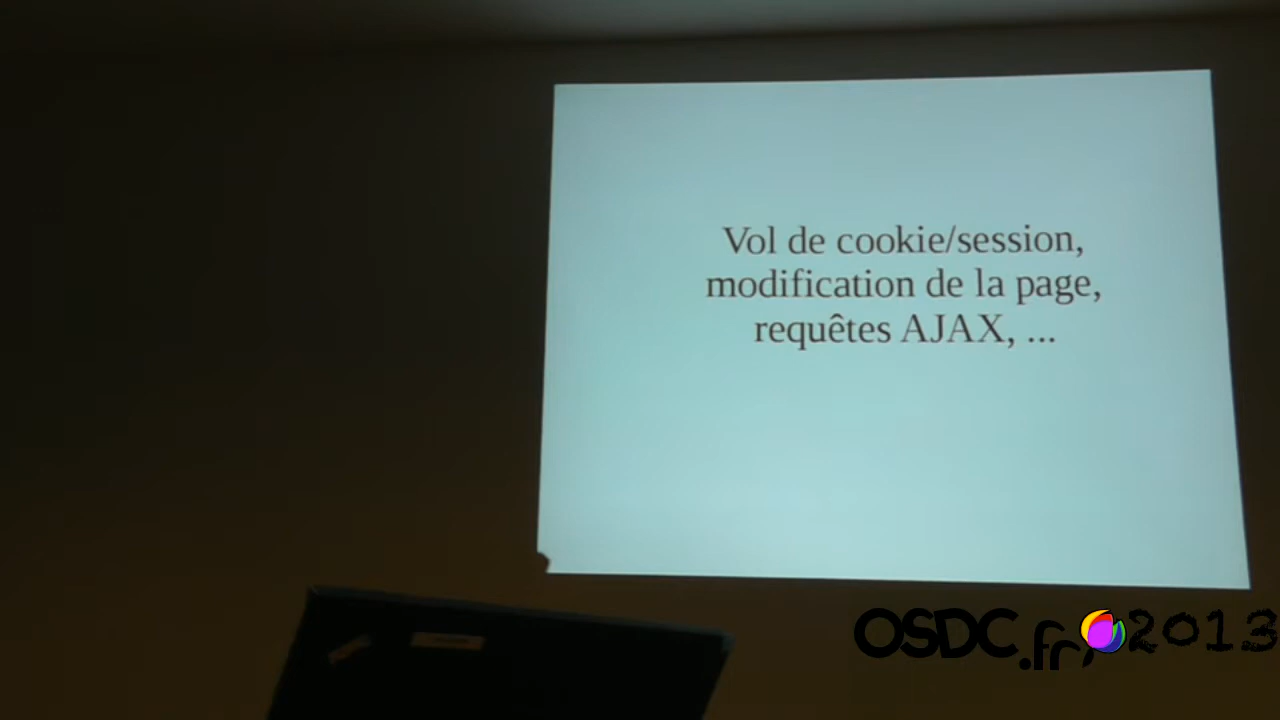 Vol de cookie/session,
modification de la page,
requêtes AJAX, ...
OSDC.fr 2013